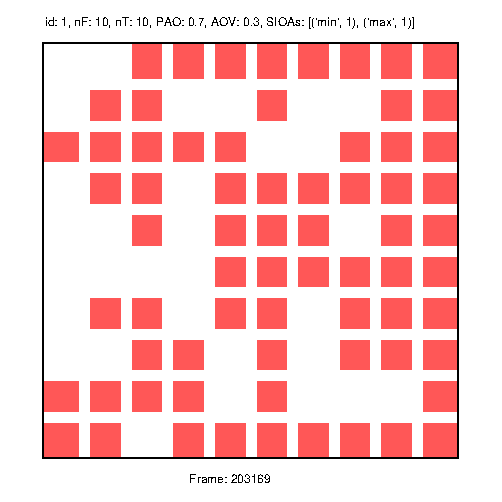 id: 1, nF: 10, nT: 10, PAO: 0.7, AOV: 0.3, SIOAs: [('min', 1), ('max', 1)]
Frame: 203169